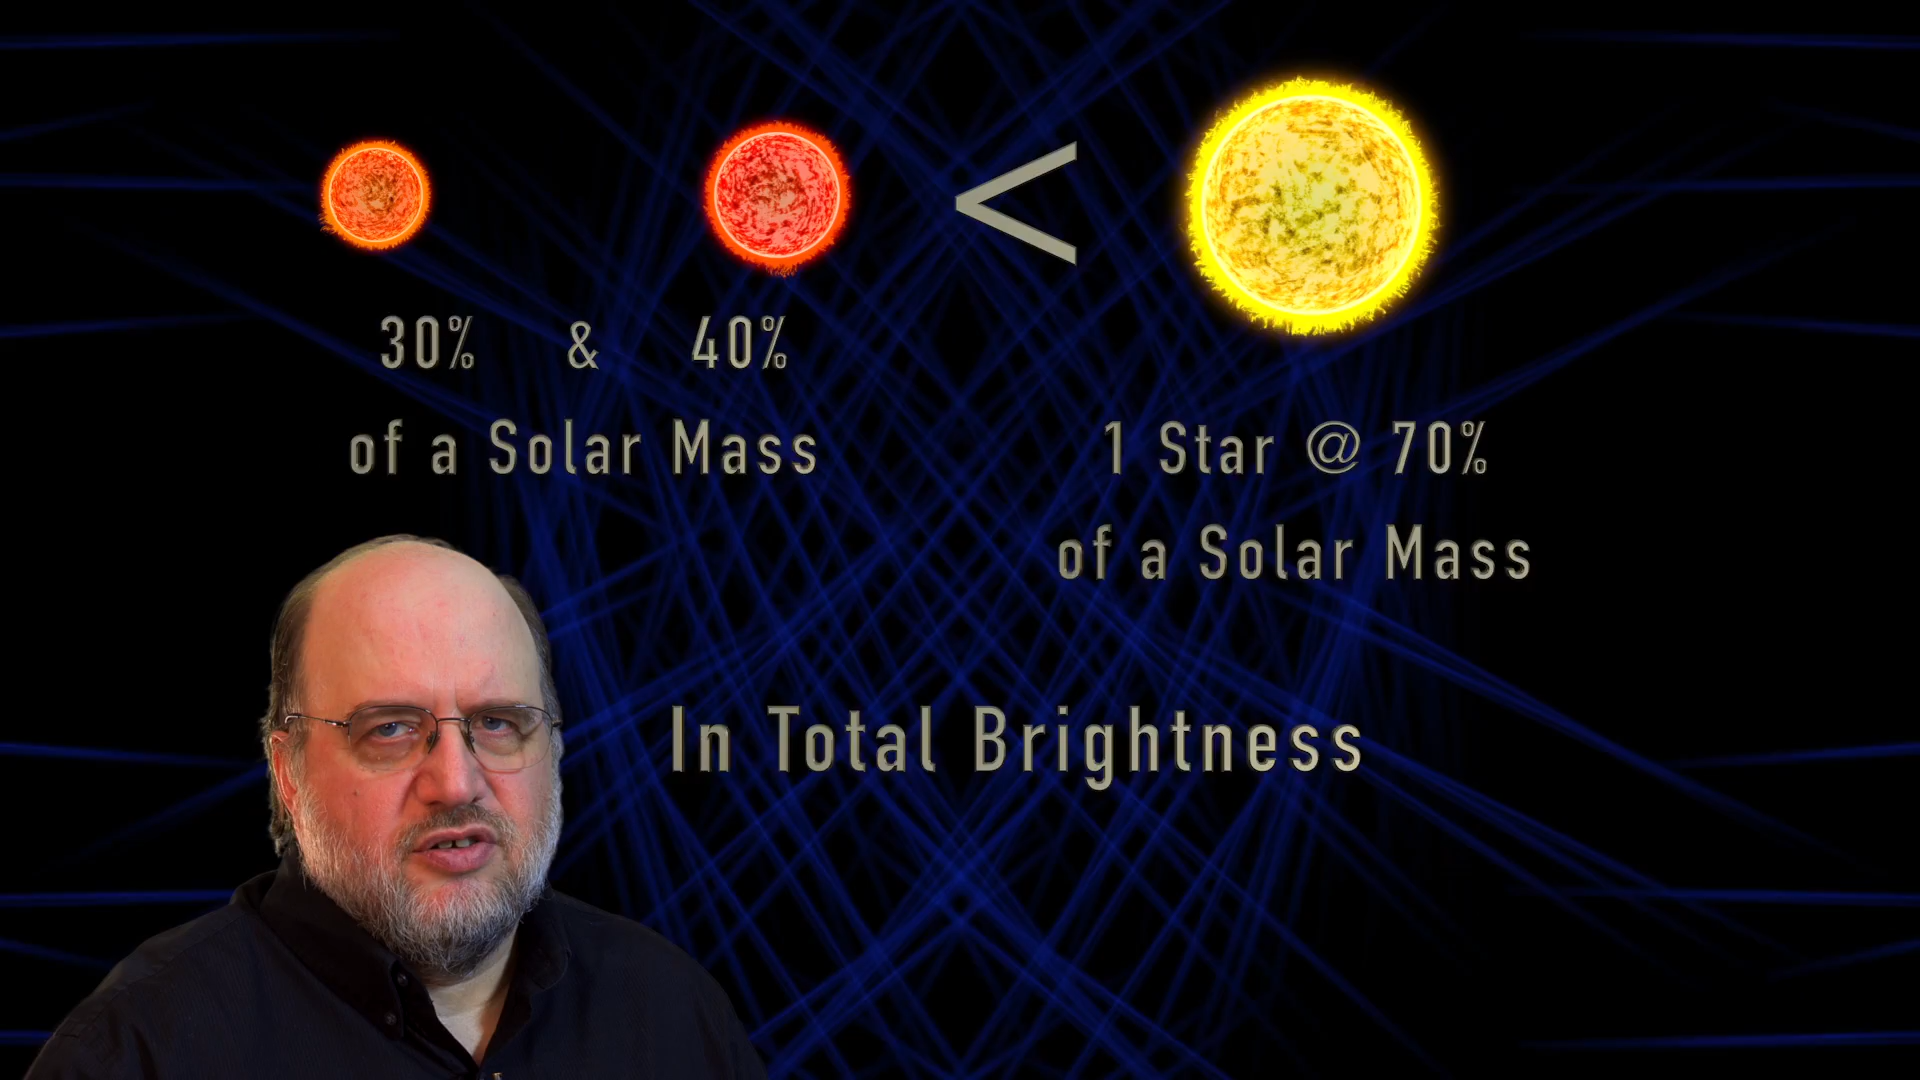 <
30% & 40%
of a Solar Mass
1 Star @ 70%
of a Solar Mass
In Total Brightness